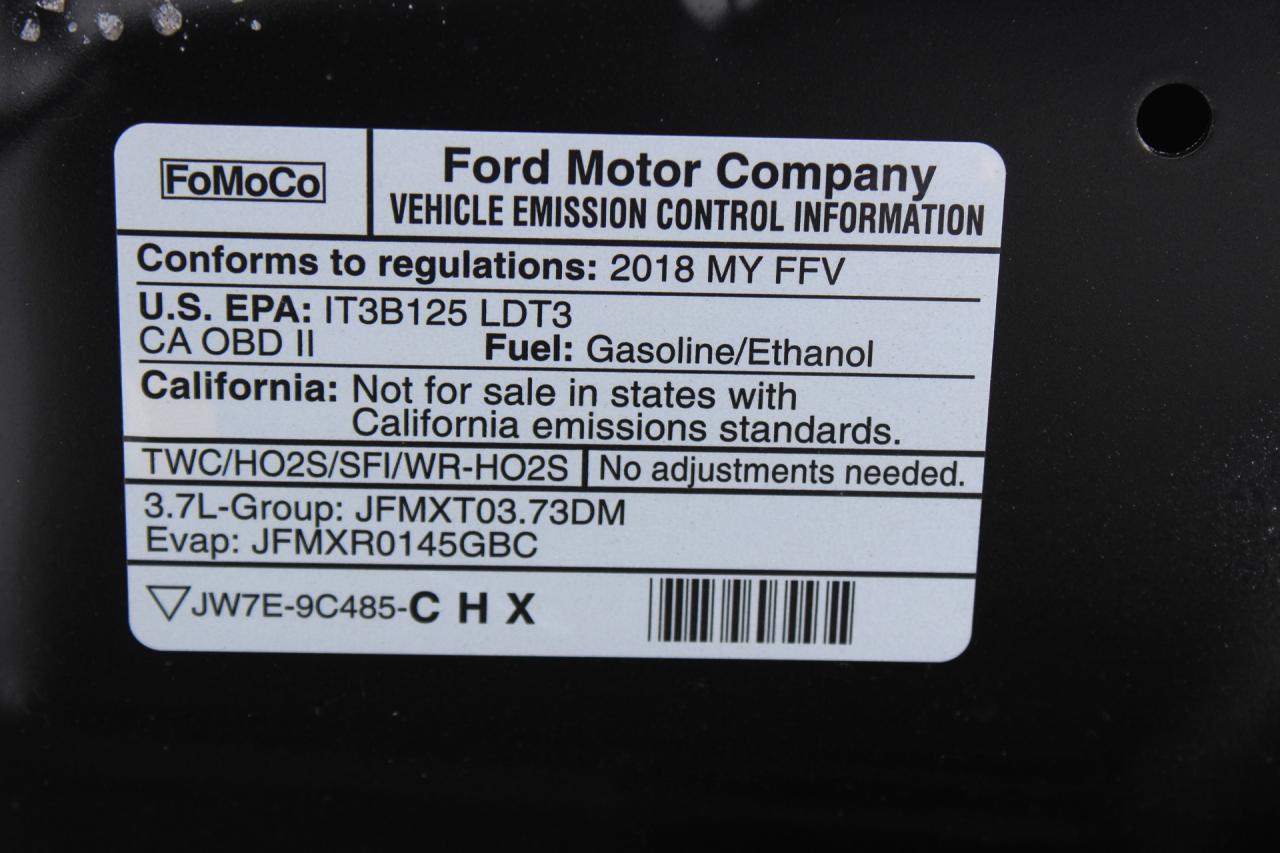 FoMoCo
Ford Motor Company
VEHICLE EMISSION CONTROL INFORMATION
Conforms to regulations: 2018 MY FFV
U.S. EPA: IT3B125 LDT3
CA OBD II Fuel: Gasoline/Ethanol
California: Not for sale in states with
California emissions standards.
TWC/HO2S/SFI/WR-HO2S No adjustments needed.
3.7L-Group: JFMXT03.73DM
Evap: JFMXR0145GBC
JW7E-9C485-C H X